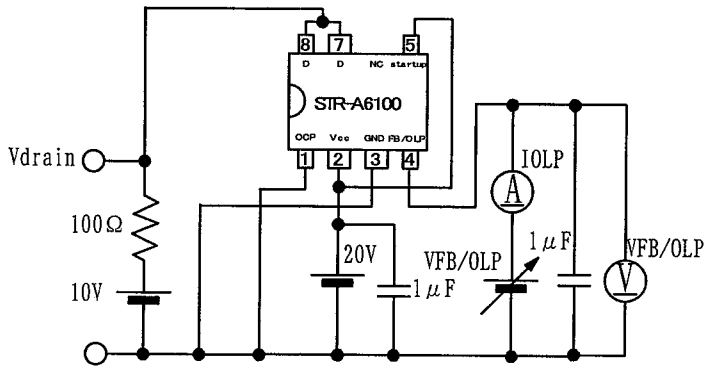 8 7 5
D D NC startup
STR-A6100
OCP Vcc GND FB/OLP
1 2 3 4
Vdrain
IOLP
A
100Ω
20V
VFB/OLP
1μF
VFB/OLP
V
10V
1μF